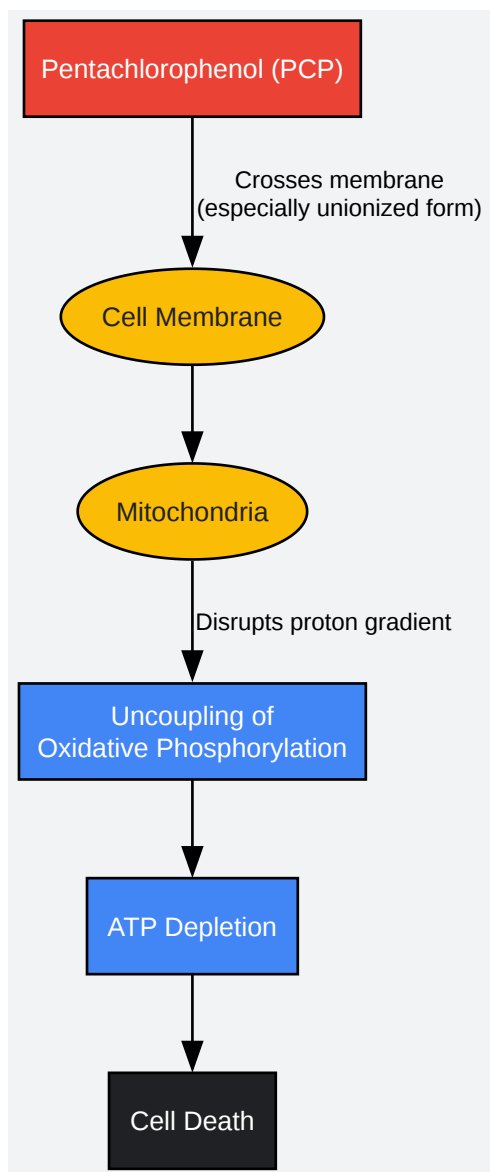 Pentachlorophenol (PCP)
Crosses membrane
(especially unionized form)
Cell Membrane
Mitochondria
Disrupts proton gradient
Uncoupling of
Oxidative Phosphorylation
ATP Depletion
Cell Death